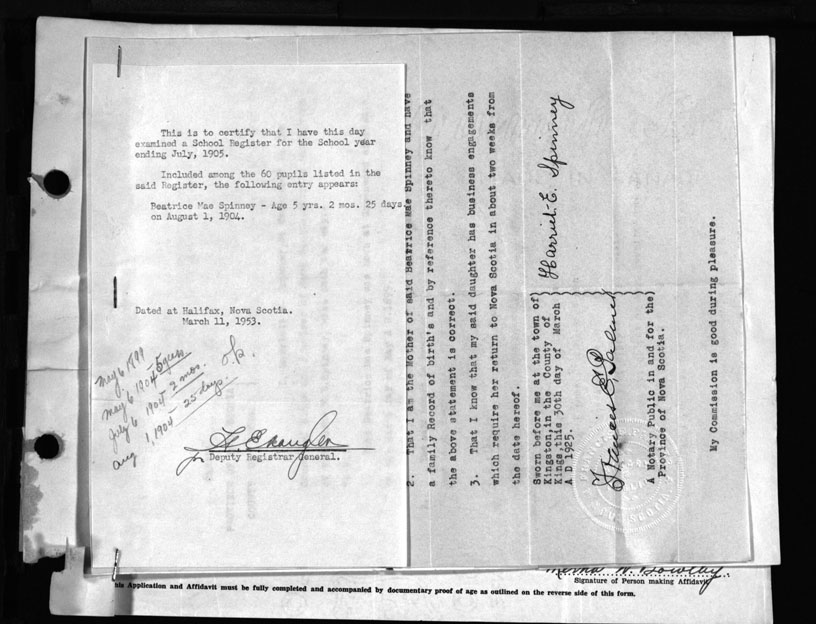 This is to certify that I have this day
examined a School Register for the School year
ending July, 1905.
Included among the 60 pupils listed in the
said Register, the following entry appears:
Beatrice Mae Spinney - Age 5 yrs. 2 mos. 25 days.
on August 1, 1904.
Dated at Halifax, Nova Scotia.
March 11, 1953.
May 6 1899
May 6 1904 - 5 years
July 6 1904 - 2 mos.
Aug 1, 1904 - 25 days.
Deputy Registrar General.
2. That I am the Mother of said Beatrice Mae Spinney and have
a family Record of birth's and by reference thereto know that
the above statement is correct.
3. That I know that my said daughter has business engagements
which require her return to Nova Scotia in about two weeks from
the date hereof.
Sworn before me at the town of)
Kingston, in the County of )
Kings, this 30th day of March )
A D 1925. )
Harriet. E. Spinney
Francis E.
A Notary Public in and for the)
Province of Nova Scotia.
My Commission is good during pleasure.
Bowlby
Signature of Person making Affidavit
his Application and Affidavit must be fully completed and accompanied by documentary proof of age as outlined on the reverse side of this form.